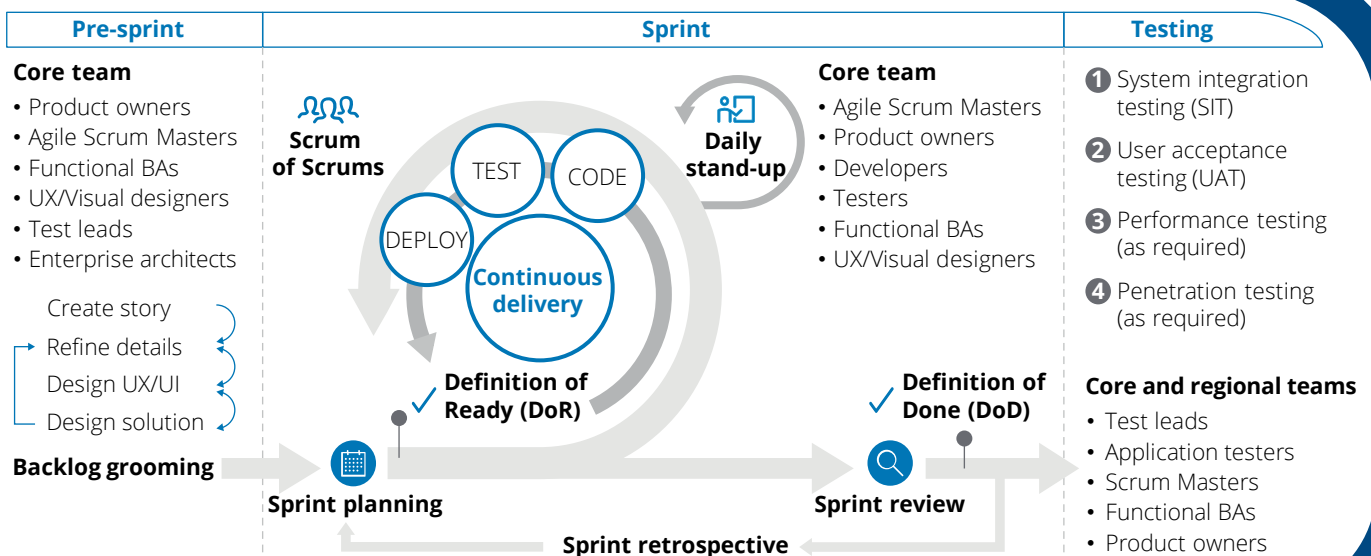 Pre-sprint
Sprint
Testing
Core team
• Product owners
• Agile Scrum Masters
• Functional BAs
• UX/Visual designers
• Test leads
• Enterprise architects
Create story
Refine details
Design UX/UI
Design solution
Backlog grooming
Scrum
of Scrums
TEST
CODE
DEPLOY
Continuous
delivery
Daily
stand-up
Definition of
Ready (DoR)
Sprint planning
Core team
• Agile Scrum Masters
• Product owners
• Developers
• Testers
• Functional BAs
• UX/Visual designers
Definition of
Done (DoD)
Sprint review
Sprint retrospective
1 System integration
testing (SIT)
2 User acceptance
testing (UAT)
3 Performance testing
(as required)
4 Penetration testing
(as required)
Core and regional teams
• Test leads
• Application testers
• Scrum Masters
• Functional BAs
• Product owners